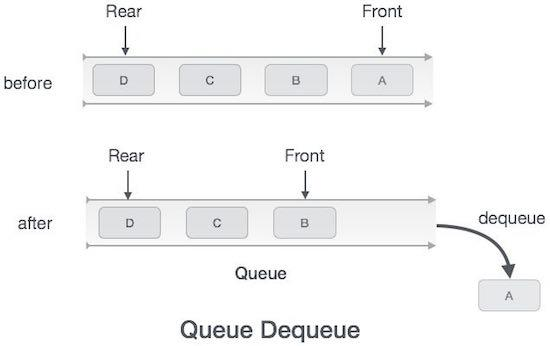 Rear Front
before D C B A
Rear Front
after D C B dequeue
Queue A
Queue Dequeue